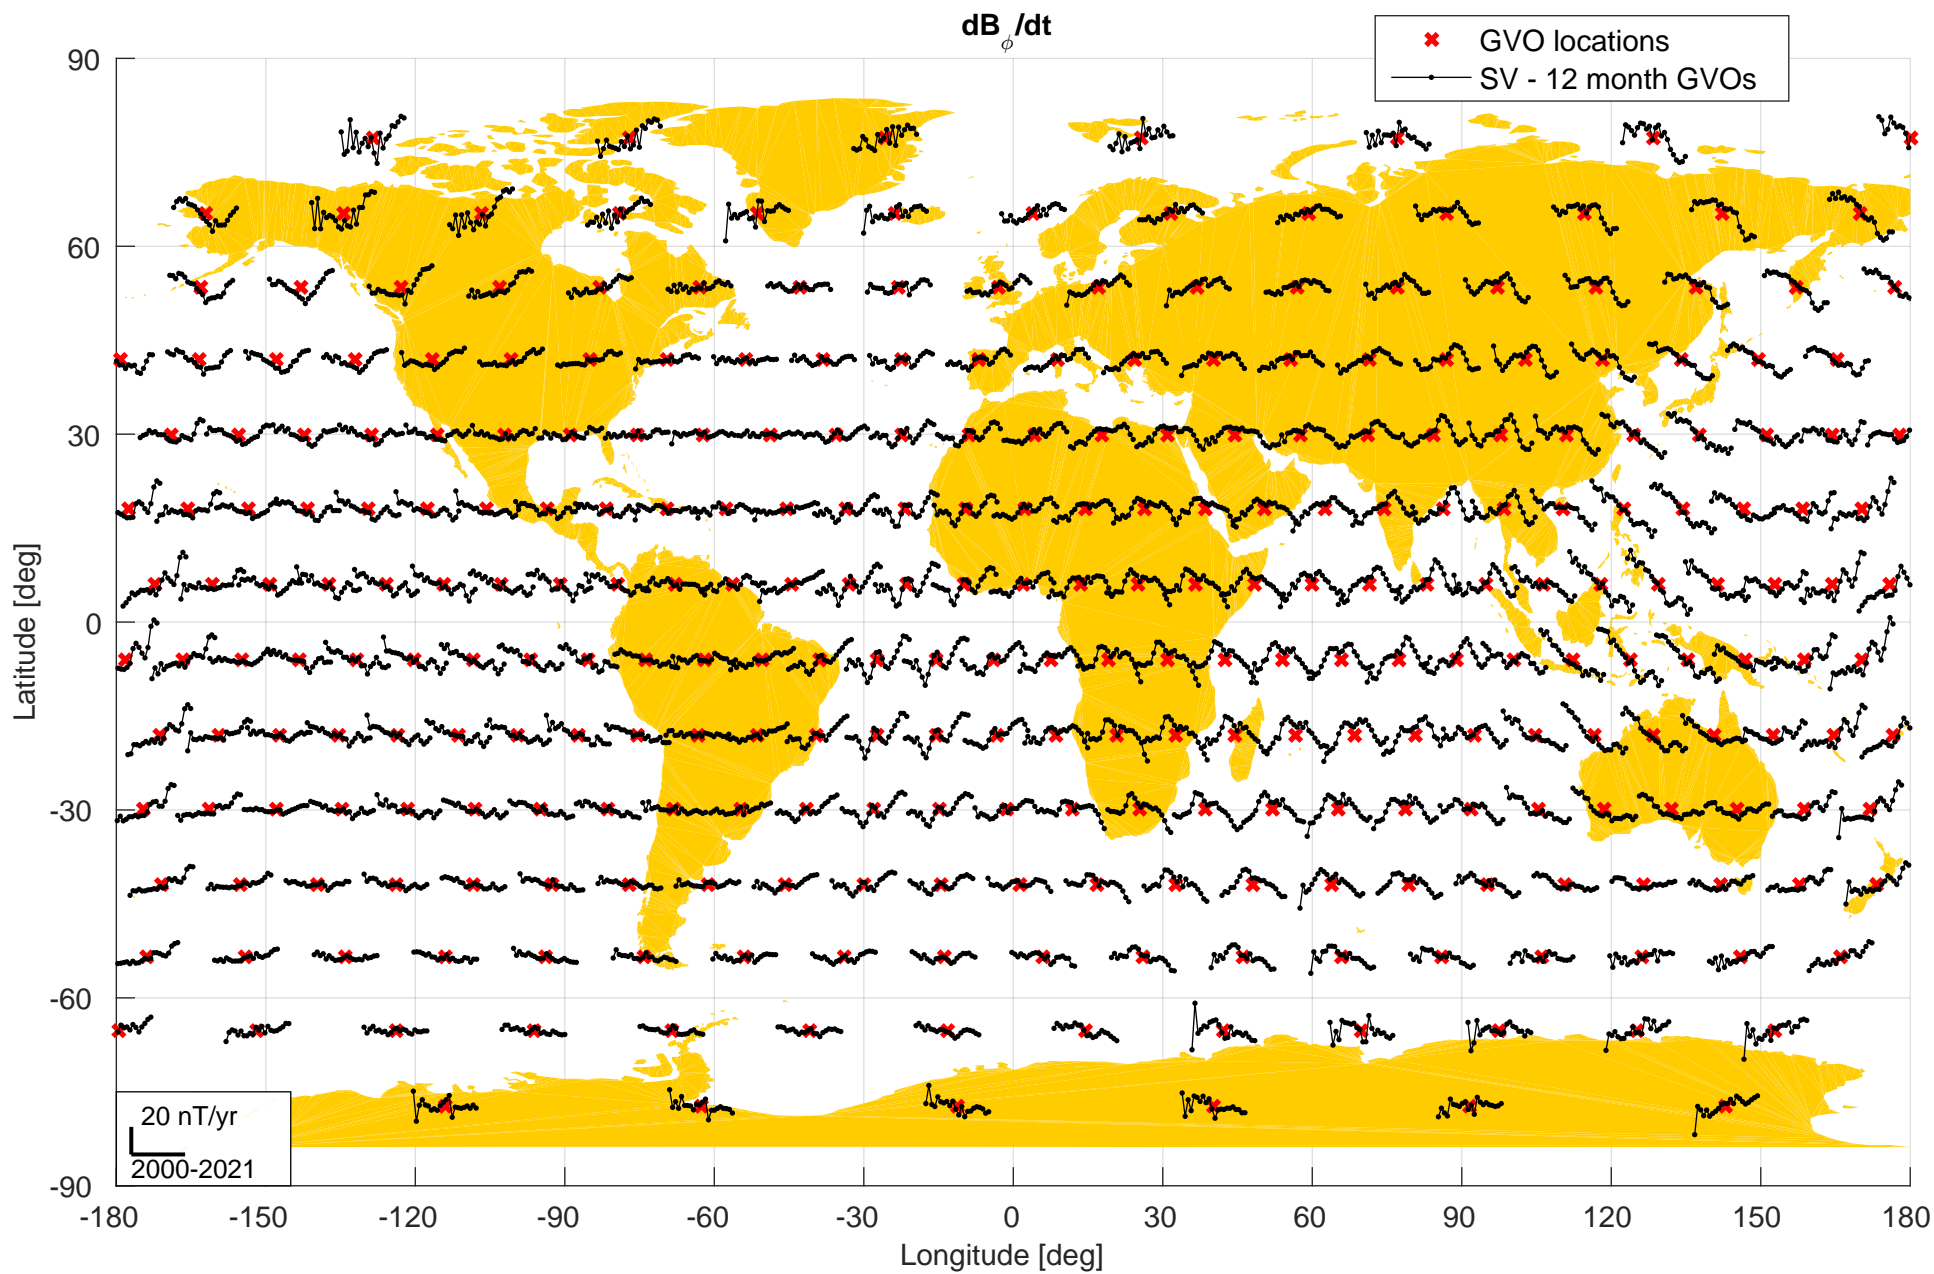 dBϕ/dt
GVO locations
SV - 12 month GVOs
90
60
30
0
-30
-60
-90
Latitude [deg]
20 nT/yr
2000-2021
-180 -150 -120 -90 -60 -30 0 30 60 90 120 150 180
Longitude [deg]